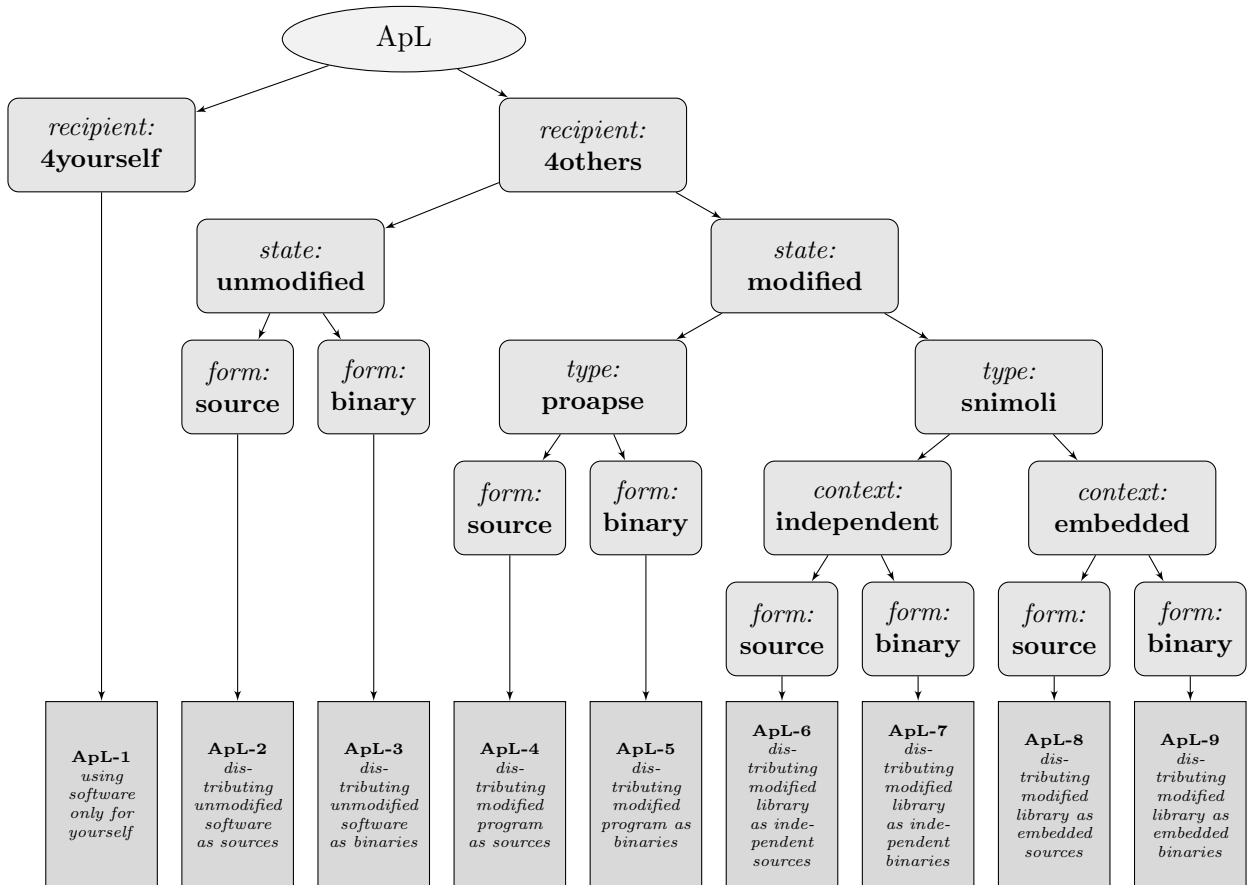 ApL
recipient:
4yourself
recipient:
4others
state:
unmodified
state:
modified
form:
source
form:
binary
type:
proapse
type:
snimoli
form:
source
form:
binary
context:
independent
context:
embedded
form:
source
form:
binary
form:
source
form:
binary
ApL-1
using
software
only for
yourself
ApL-2
dis-
tributing
unmodified
software
as sources
ApL-3
dis-
tributing
unmodified
software
as binaries
ApL-4
dis-
tributing
modified
program
as sources
ApL-5
dis-
tributing
modified
program as
binaries
ApL-6
dis-
tributing
modified
library
as inde-
pendent
sources
ApL-7
dis-
tributing
modified
library
as inde-
pendent
binaries
ApL-8
dis-
tributing
modified
library as
embedded
sources
ApL-9
dis-
tributing
modified
library as
embedded
binaries